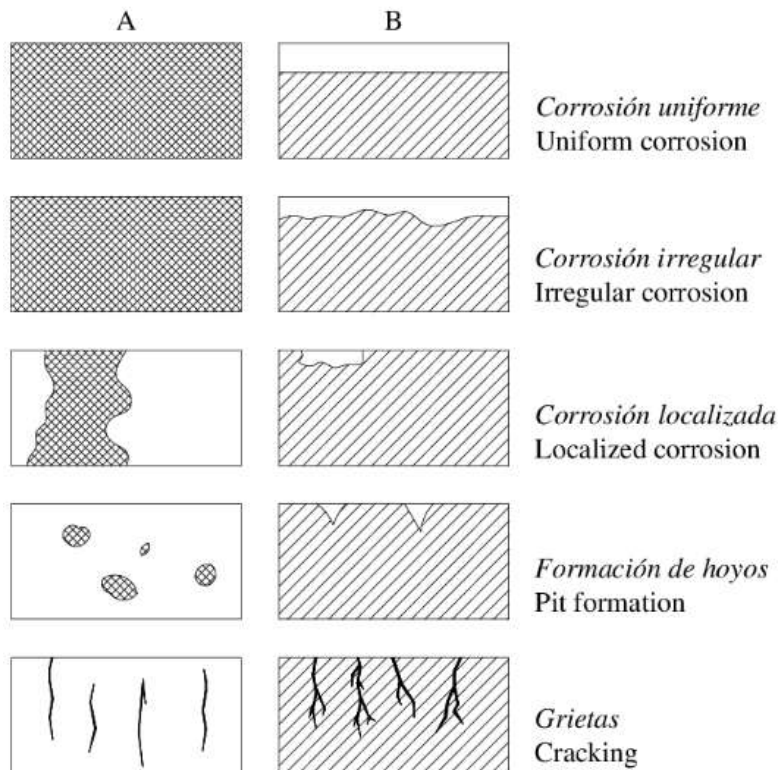 A
B
Corrosión uniforme
Uniform corrosion
Corrosión irregular
Irregular corrosion
Corrosión localizada
Localized corrosion
Formación de hoyos
Pit formation
Grietas
Cracking